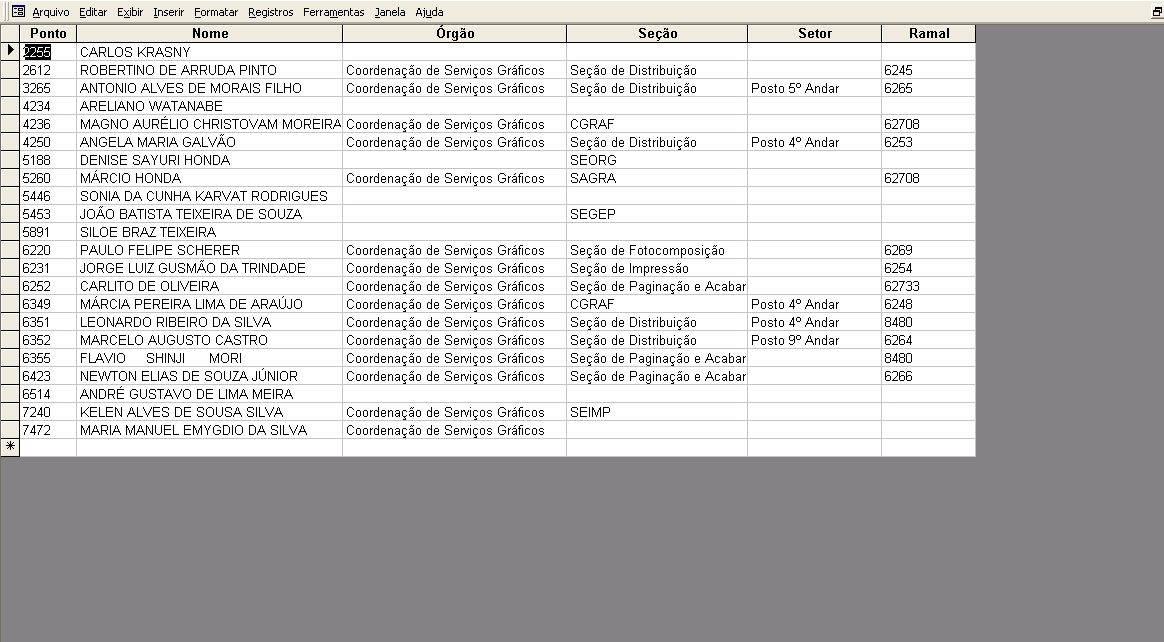 Arquivo Editar Exibir Inserir Formatar Registros Ferramentas Janela Ajuda
Ponto Nome Órgão Seção Setor Ramal
2255 CARLOS KRASNY
2612 ROBERTINO DE ARRUDA PINTO Coordenação de Serviços Gráficos Seção de Distribuição 6245
3265 ANTONIO ALVES DE MORAIS FILHO Coordenação de Serviços Gráficos Seção de Distribuição Posto 5º Andar 6265
4234 ARELIANO WATANABE
4236 MAGNO AURÉLIO CHRISTOVAM MOREIRA Coordenação de Serviços Gráficos CGRAF 62708
4250 ANGELA MARIA GALVÃO Coordenação de Serviços Gráficos Seção de Distribuição Posto 4º Andar 6253
5188 DENISE SAYURI HONDA SEORG
5260 MÁRCIO HONDA Coordenação de Serviços Gráficos SAGRA 62708
5446 SONIA DA CUNHA KARVAT RODRIGUES
5453 JOÃO BATISTA TEIXEIRA DE SOUZA SEGEP
5891 SILOE BRAZ TEIXEIRA
6220 PAULO FELIPE SCHERER Coordenação de Serviços Gráficos Seção de Fotocomposição 6269
6231 JORGE LUIZ GUSMÃO DA TRINDADE Coordenação de Serviços Gráficos Seção de Impressão 6254
6252 CARLITO DE OLIVEIRA Coordenação de Serviços Gráficos Seção de Paginação e Acabar 62733
6349 MÁRCIA PEREIRA LIMA DE ARAÚJO Coordenação de Serviços Gráficos CGRAF Posto 4º Andar 6248
6351 LEONARDO RIBEIRO DA SILVA Coordenação de Serviços Gráficos Seção de Distribuição Posto 4º Andar 8480
6352 MARCELO AUGUSTO CASTRO Coordenação de Serviços Gráficos Seção de Distribuição Posto 9º Andar 6264
6355 FLAVIO SHINJI MORI Coordenação de Serviços Gráficos Seção de Paginação e Acabar 8480
6423 NEWTON ELIAS DE SOUZA JÚNIOR Coordenação de Serviços Gráficos Seção de Paginação e Acabar 6266
6514 ANDRÉ GUSTAVO DE LIMA MEIRA
7240 KELEN ALVES DE SOUSA SILVA Coordenação de Serviços Gráficos SEIMP
7472 MARIA MANUEL EMYGDIO DA SILVA Coordenação de Serviços Gráficos